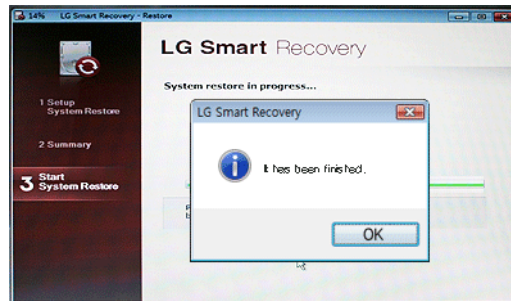 14% LG Smart Recovery - Restore
LG Smart Recovery
System restore in progress...
1 Setup
System Restore
2 Summary
3 Start
System Restore
LG Smart Recovery
It has been finished.
OK